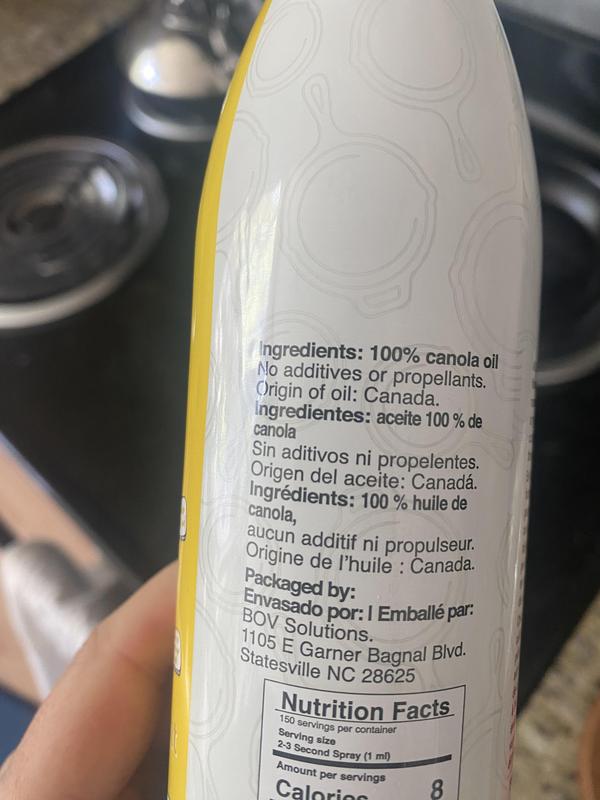 Ingredients: 100% canola oil
No additives or propellants.
Origin of oil: Canada.
Ingredientes: aceite 100 % de
canola
Sin aditivos ni propelentes.
Origen del aceite: Canadá.
Ingrédients: 100 % huile de
canola,
aucun additif ni propulseur.
Origine de l'huile : Canada.
Packaged by:
Envasado por: I Emballé par:
BOV Solutions.
1105 E Garner Bagnal Blvd.
Statesville NC 28625
Nutrition Facts
150 servings per container
Serving size
2-3 Second Spray (1 ml)
Amount per servings
Calories 8